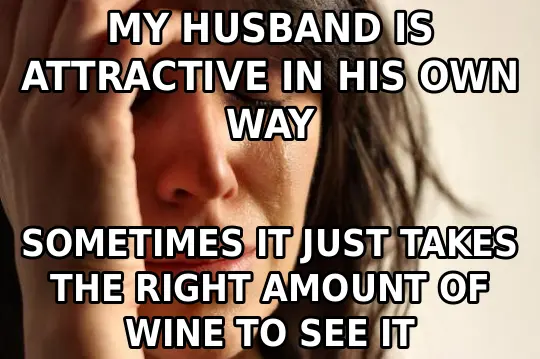 MY HUSBAND IS
ATTRACTIVE IN HIS OWN
WAY
SOMETIMES IT JUST TAKES
THE RIGHT AMOUNT OF
WINE TO SEE IT